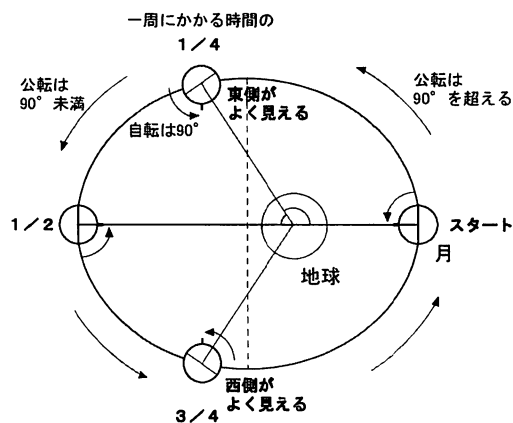 一周にかかる時間の
1／4
公転は
90°未満
公転は
90°を超える
東側が
よく見える
自転は90°
1／2
スタート
月
地球
西側が
よく見える
3／4